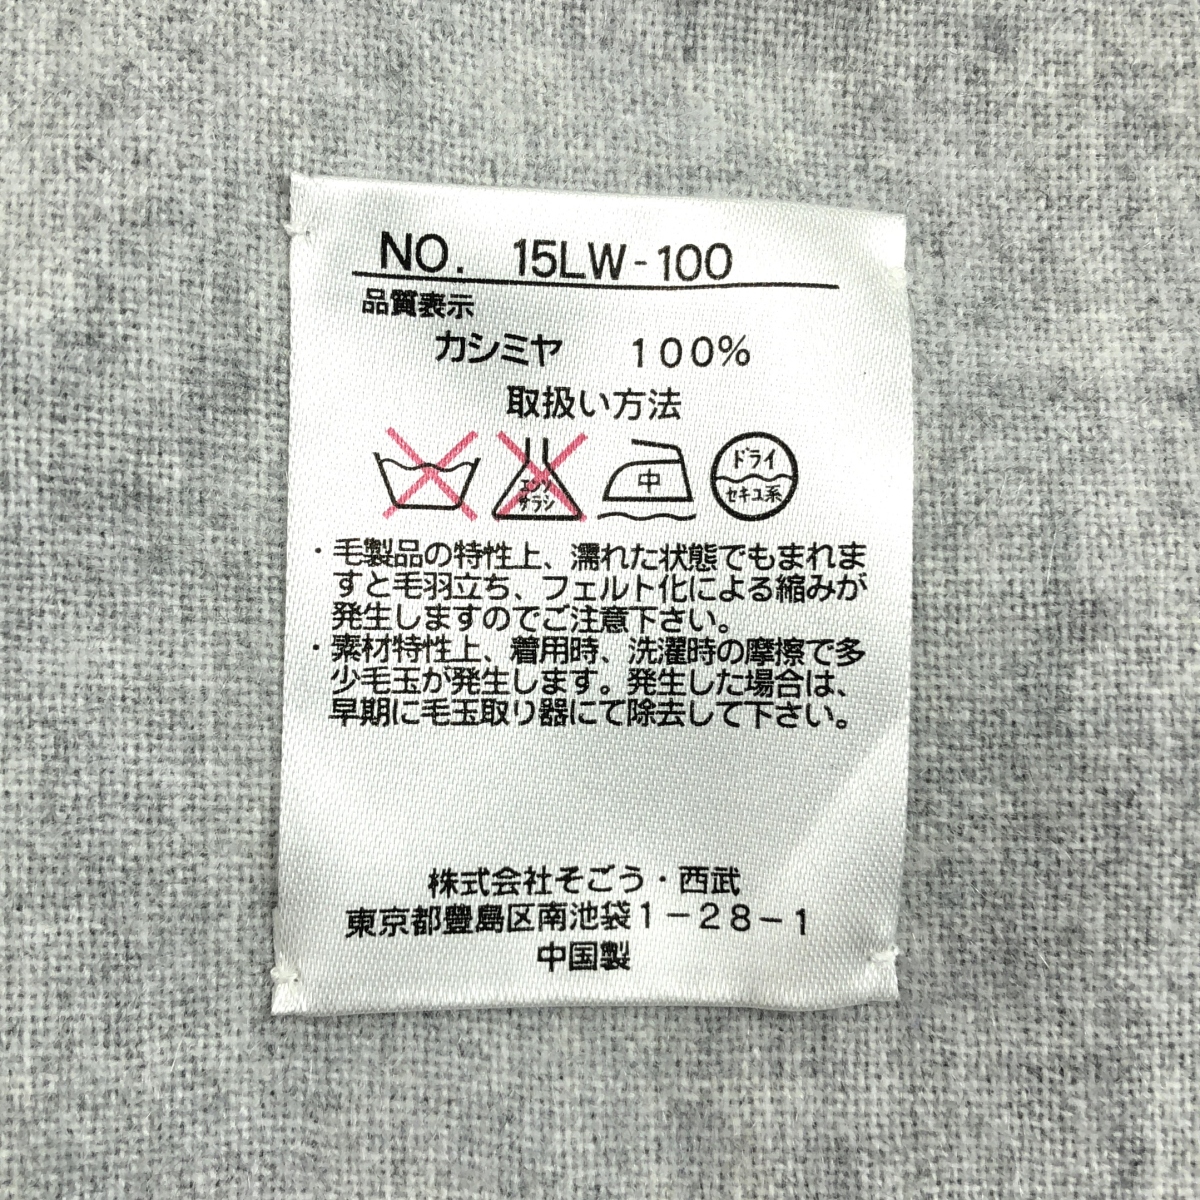 NO. 15LW-100
品質表示
カシミヤ 100%
取扱い方法
エンソ
サラシ
中
ドライ
セキユ系
・毛製品の特性上、濡れた状態でもまれま
すと毛羽立ち、フェルト化による縮みが
発生しますのでご注意下さい。
・素材特性上、着用時、洗濯時の摩擦で多
少毛玉が発生します。発生した場合は、
早期に毛玉取り器にて除去して下さい。
株式会社そごう・西武
東京都豊島区南池袋1-28-1
中国製